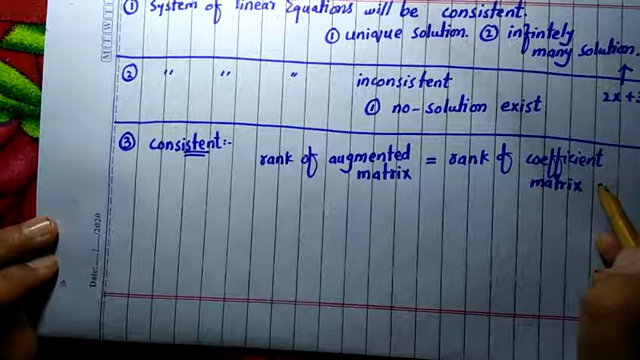 ① System of linear Equations will be consistent.
① unique solution. ② infintely
many solution.
② " " " inconsistent
① no-solution exist
2x+
③ consistent:-
rank of augmented = rank of coefficient
matrix matrix
Date: /2020